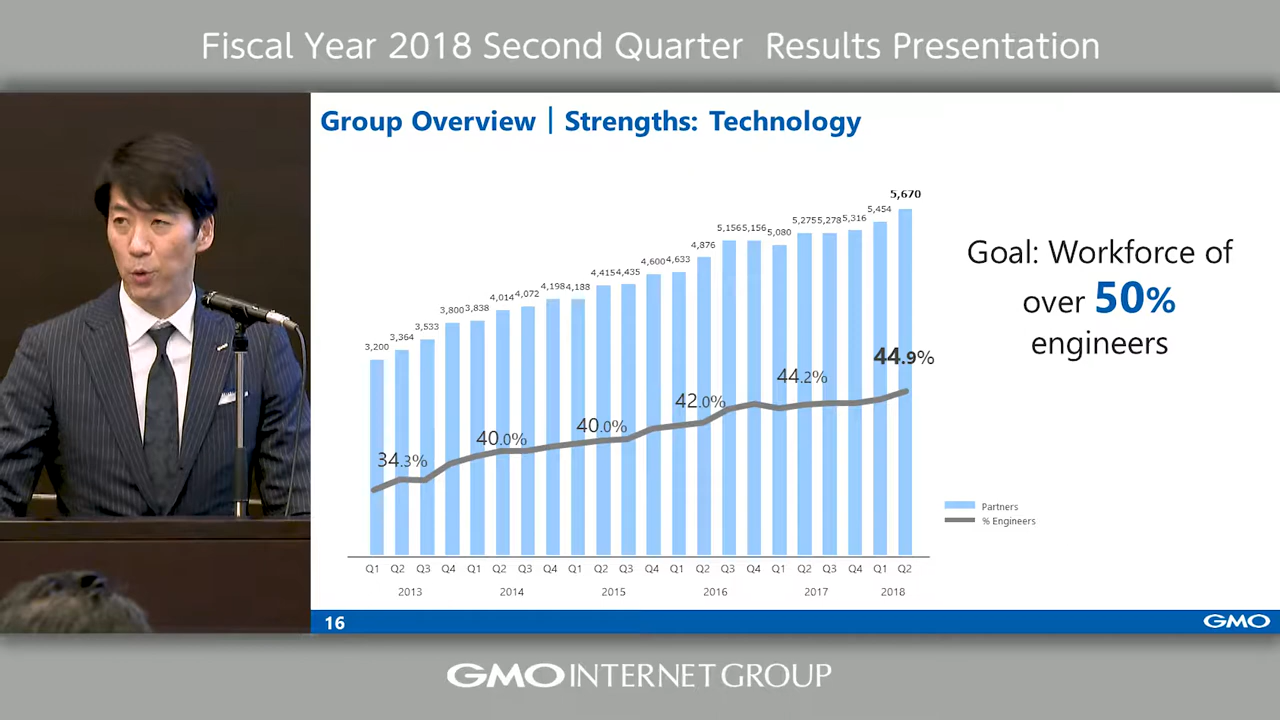 Fiscal Year 2018 Second Quarter Results Presentation
Group Overview | Strengths: Technology
3,200
3,364
3,533
3,800
3,838
4,014
4,072
4,198
4,188
4,415
4,435
4,600
4,633
4,876
5,156
5,156
5,080
5,275
5,278
5,316
5,454
5,670
34.3%
40.0%
40.0%
42.0%
44.2%
44.9%
Goal: Workforce of
over 50%
engineers
Partners
% Engineers
Q1 Q2 Q3 Q4 Q1 Q2 Q3 Q4 Q1 Q2 Q3 Q4 Q1 Q2 Q3 Q4 Q1 Q2 Q3 Q4 Q1 Q2
2013 2014 2015 2016 2017 2018
16
GMO
GMO INTERNET GROUP